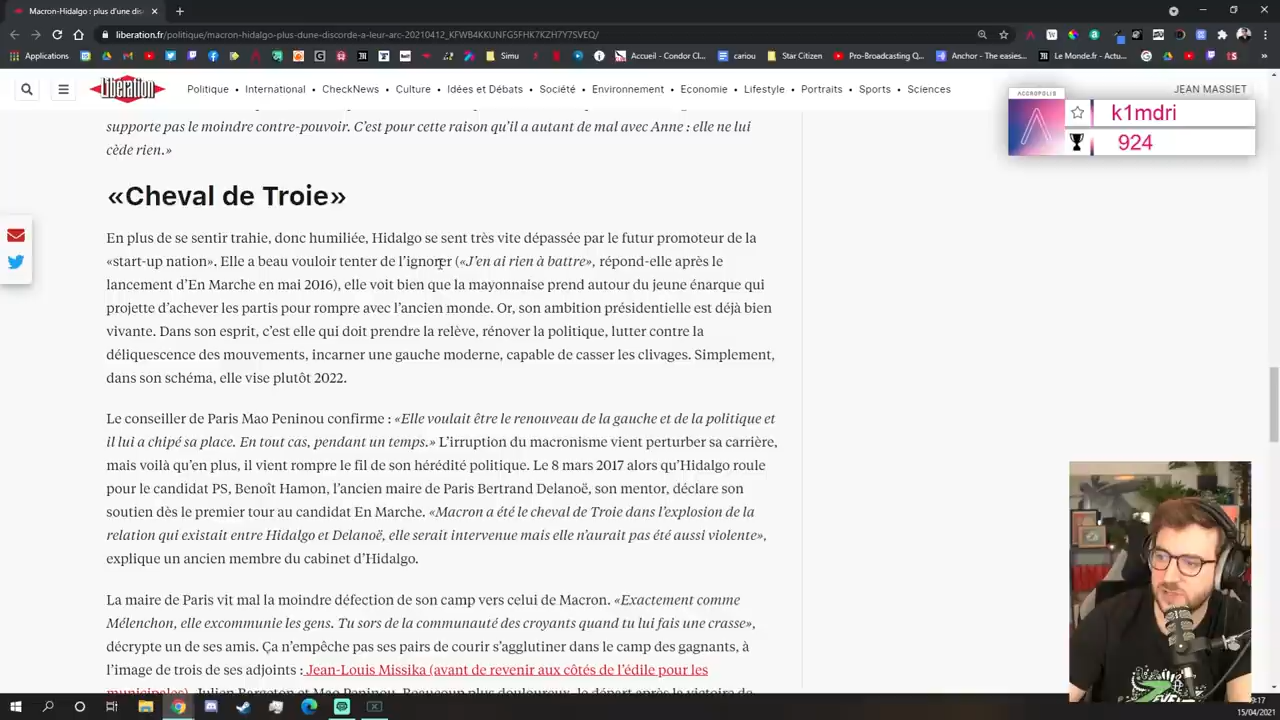 Macron-Hidalgo : plus d'une dis
liberation.fr/politique/macron-hidalgo-plus-dune-discorde-a-leur-arc-20210412_KFWB4KKUNFG5FHK7KZH7Y7SVEQ/
Applications
Simu
Accueil - Condor Cl...
cariou
Star Citizen
Pro-Broadcasting Q...
Anchor - The easies...
Le Monde.fr - Actu...
Libération
Politique • International • CheckNews • Culture • Idées et Débats • Société • Environnement • Economie • Lifestyle • Portraits • Sports • Sciences
JEAN MASSIET
ACCROPOLIS
k1mdri
924
supporte pas le moindre contre-pouvoir. C'est pour cette raison qu'il a autant de mal avec Anne : elle ne lui
cède rien.»
«Cheval de Troie»
En plus de se sentir trahie, donc humiliée, Hidalgo se sent très vite dépassée par le futur promoteur de la
«start-up nation». Elle a beau vouloir tenter de l'ignorer («J'en ai rien à battre», répond-elle après le
lancement d'En Marche en mai 2016), elle voit bien que la mayonnaise prend autour du jeune énarque qui
projette d'achever les partis pour rompre avec l'ancien monde. Or, son ambition présidentielle est déjà bien
vivante. Dans son esprit, c'est elle qui doit prendre la relève, rénover la politique, lutter contre la
déliquescence des mouvements, incarner une gauche moderne, capable de casser les clivages. Simplement,
dans son schéma, elle vise plutôt 2022.
Le conseiller de Paris Mao Peninou confirme : «Elle voulait être le renouveau de la gauche et de la politique et
il lui a chipé sa place. En tout cas, pendant un temps.» L'irruption du macronisme vient perturber sa carrière,
mais voilà qu'en plus, il vient rompre le fil de son hérédité politique. Le 8 mars 2017 alors qu'Hidalgo roule
pour le candidat PS, Benoît Hamon, l'ancien maire de Paris Bertrand Delanoë, son mentor, déclare son
soutien dès le premier tour au candidat En Marche. «Macron a été le cheval de Troie dans l'explosion de la
relation qui existait entre Hidalgo et Delanoë, elle serait intervenue mais elle n'aurait pas été aussi violente»,
explique un ancien membre du cabinet d'Hidalgo.
La maire de Paris vit mal la moindre défection de son camp vers celui de Macron. «Exactement comme
Mélenchon, elle excommunie les gens. Tu sors de la communauté des croyants quand tu lui fais une crasse»,
décrypte un de ses amis. Ça n'empêche pas ses pairs de courir s'agglutiner dans le camp des gagnants, à
l'image de trois de ses adjoints : Jean-Louis Missika (avant de revenir aux côtés de l'édile pour les
municipales), Julien Bargeton et Mao Peninou. Beaucoup plus douloureux, le départ après la victoire de
9:17
15/04/2021